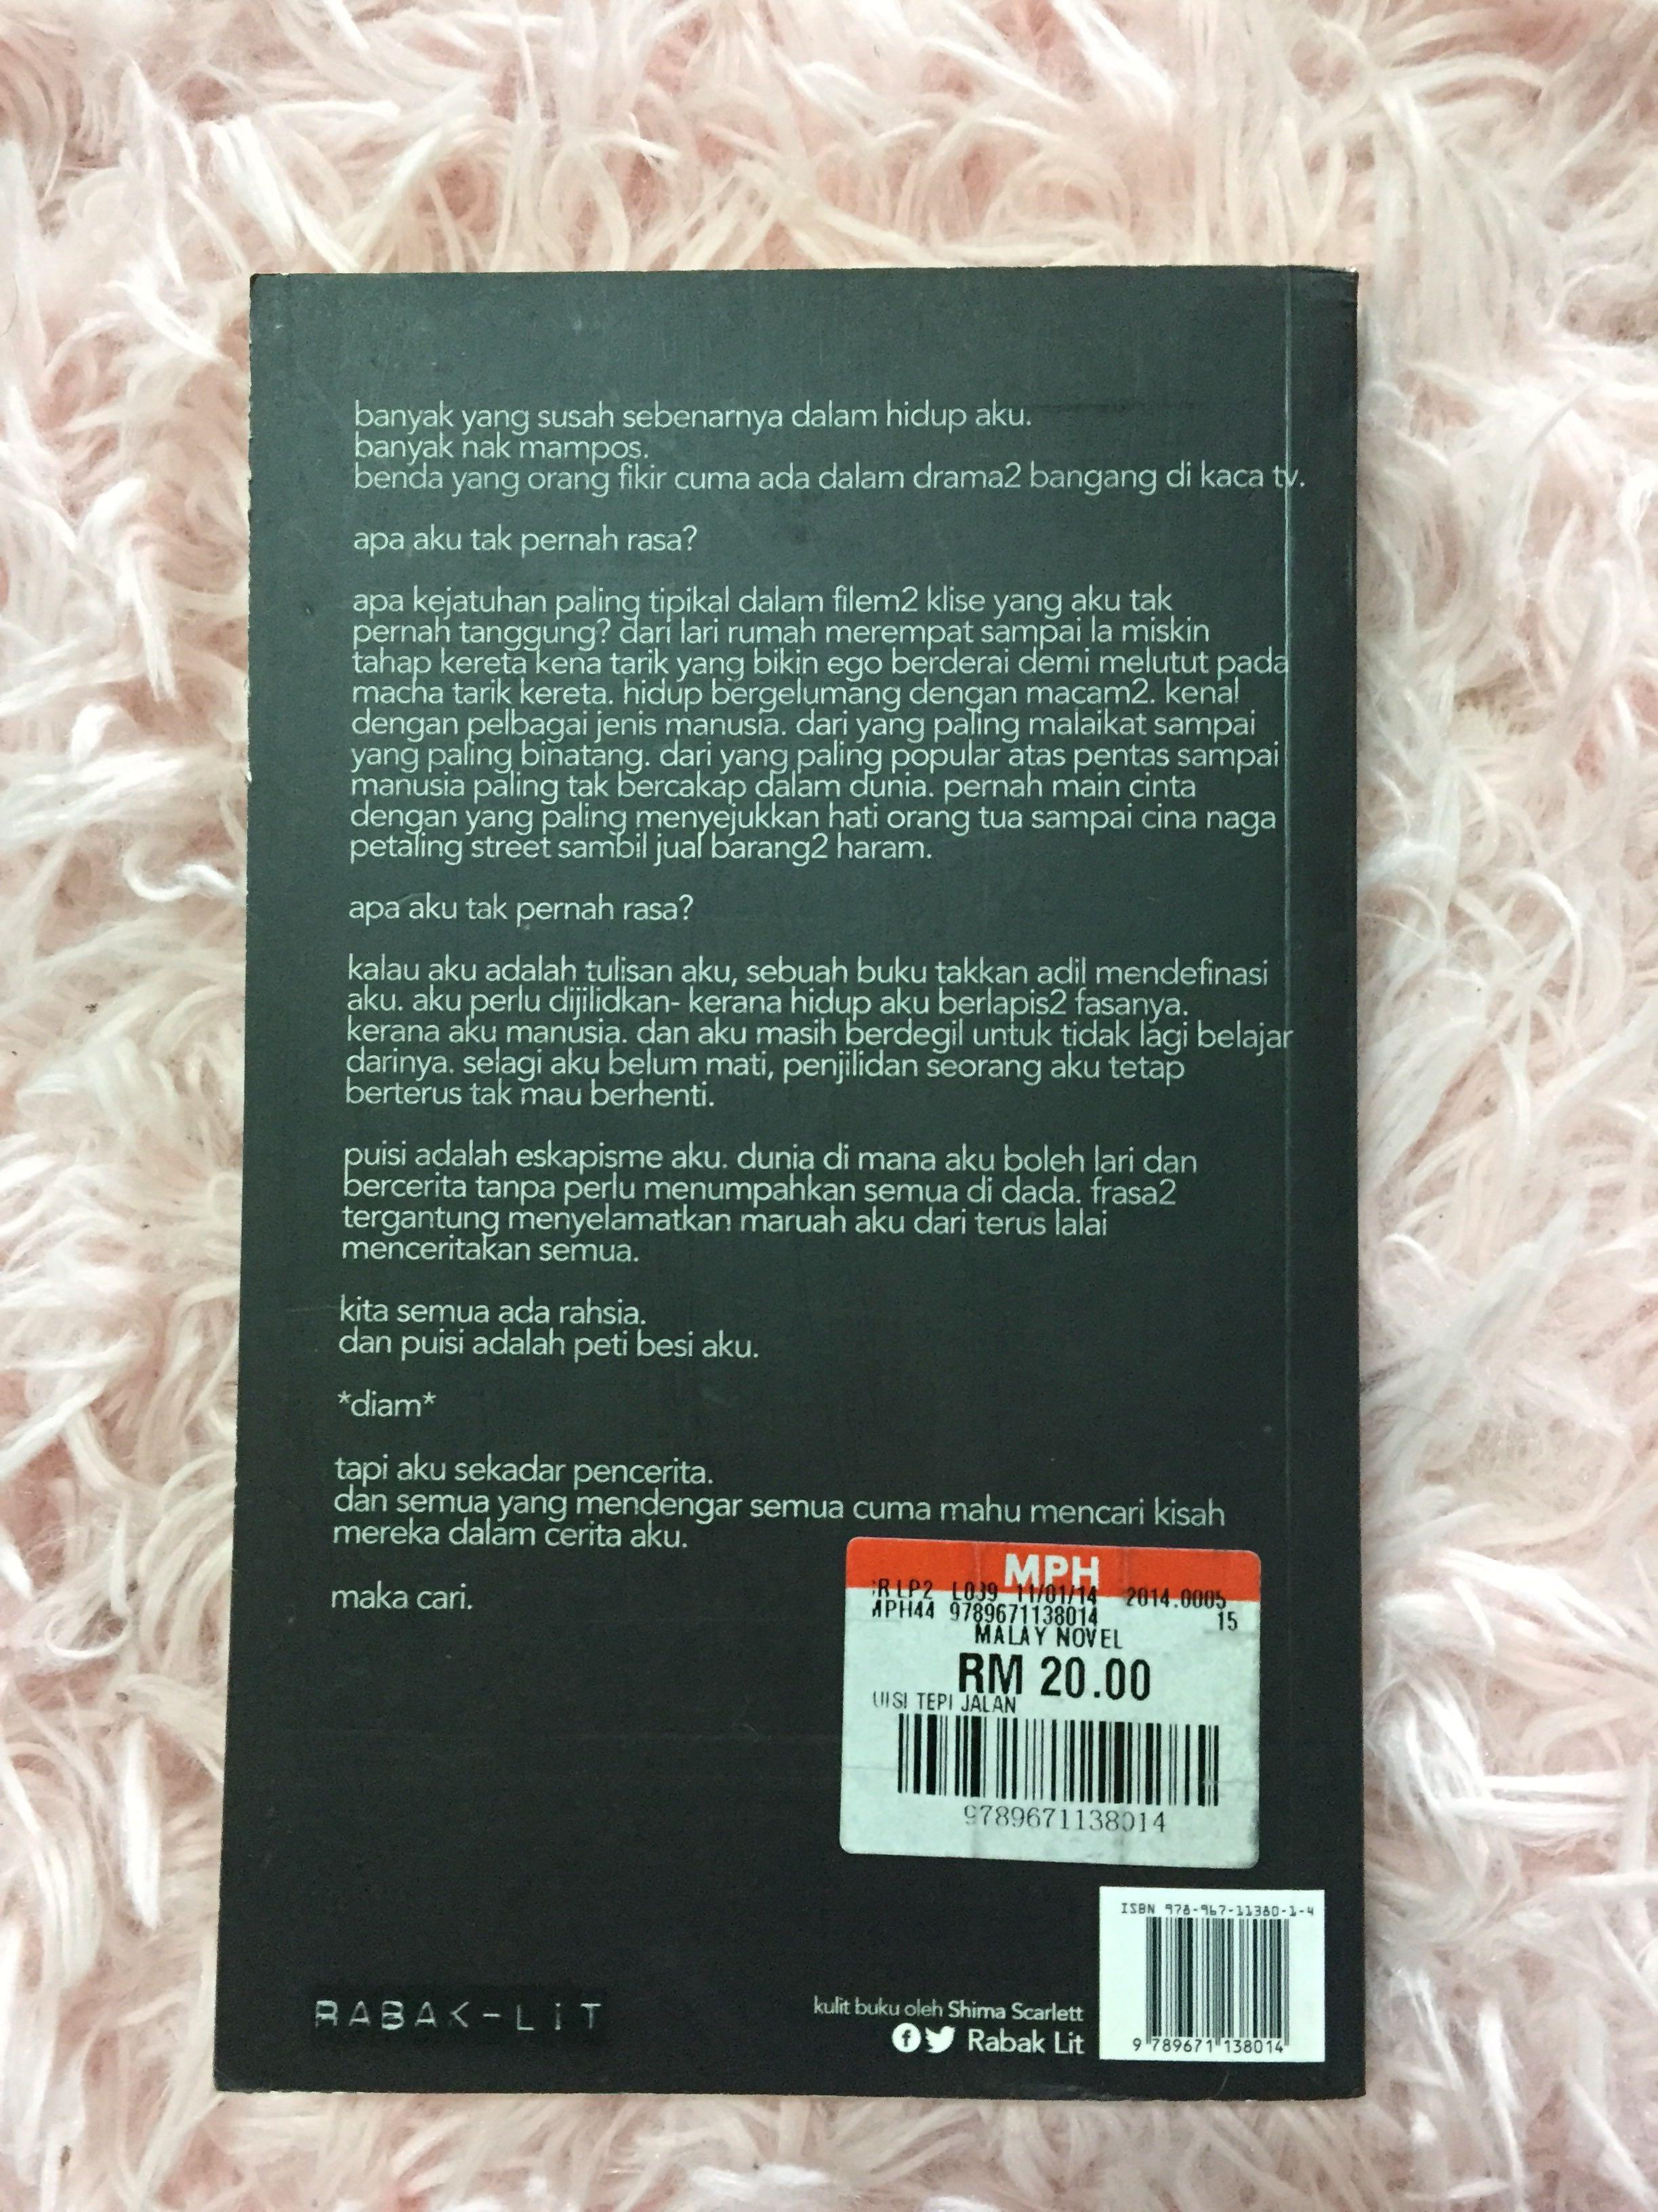 banyak yang susah sebenarnya dalam hidup aku.
banyak nak mampos.
benda yang orang fikir cuma ada dalam drama2 bangang di kaca tv.
apa aku tak pernah rasa?
apa kejatuhan paling tipikal dalam filem2 klise yang aku tak
pernah tanggung? dari lari rumah merempat sampai la miskin
tahap kereta kena tarik yang bikin ego berderai demi melutut pada
macha tarik kereta. hidup bergelumang dengan macam2. kenal
dengan pelbagai jenis manusia. dari yang paling malaikat sampai
yang paling binatang. dari yang paling popular atas pentas sampai
manusia paling tak bercakap dalam dunia. pernah main cinta
dengan yang paling menyejukkan hati orang tua sampai cina naga
petaling street sambil jual barang2 haram.
apa aku tak pernah rasa?
kalau aku adalah tulisan aku, sebuah buku takkan adil mendefinasi
aku. aku perlu dijilidkan- kerana hidup aku berlapis2 fasanya.
kerana aku manusia. dan aku masih berdegil untuk tidak lagi belajar
darinya. selagi aku belum mati, penjilidan seorang aku tetap
berterus tak mau berhenti.
puisi adalah eskapisme aku. dunia di mana aku boleh lari dan
bercerita tanpa perlu menumpahkan semua di dada. frasa2
tergantung menyelamatkan maruah aku dari terus lalai
menceritakan semua.
kita semua ada rahsia.
dan puisi adalah peti besi aku.
*diam*
tapi aku sekadar pencerita.
dan semua yang mendengar semua cuma mahu mencari kisah
mereka dalam cerita aku.
maka cari.
MPH
LP2 L039 11/01/14 2014.0005
MPH44 9789671138014 15
MALAY NOVEL
RM 20.00
UISI TEPI JALAN
9789671138014
ISBN 978-967-11380-1-4
9 789671 138014
RABAK-LiT
kulit buku oleh Shima Scarlett
Rabak Lit